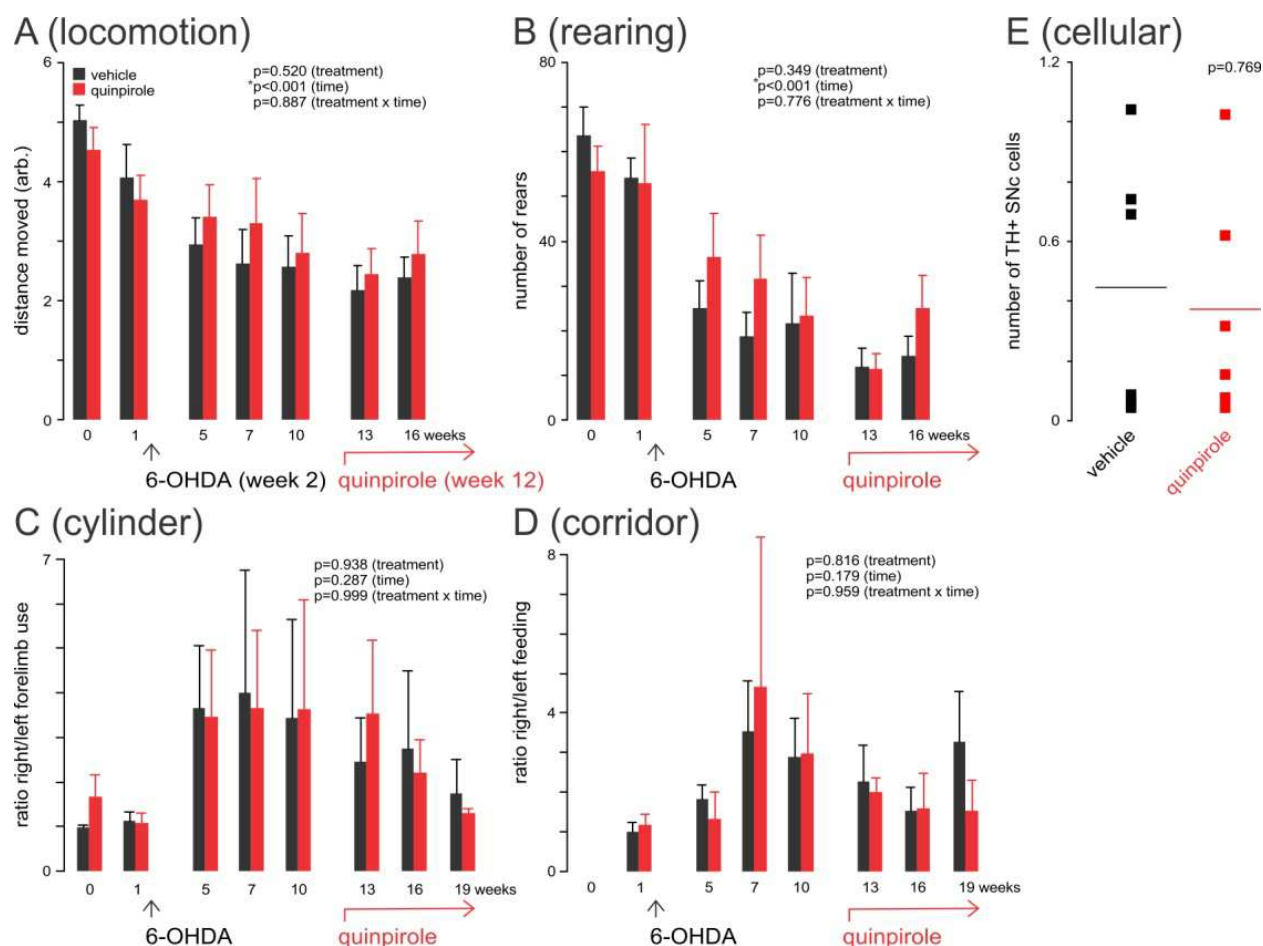 A (locomotion)
6
4
2
0
distance moved (arb.)
vehicle
quinpirole
p=0.520 (treatment)
*p<0.001 (time)
p=0.887 (treatment x time)
0 1 5 7 10 13 16 weeks
6-OHDA (week 2) quinpirole (week 12)
B (rearing)
80
40
0
number of rears
p=0.349 (treatment)
*p<0.001 (time)
p=0.776 (treatment x time)
0 1 5 7 10 13 16 weeks
6-OHDA quinpirole
E (cellular)
1.2
0.6
0
number of TH+ SNc cells
p=0.769
vehicle
quinpirole
C (cylinder)
7
0
ratio right/left forelimb use
p=0.938 (treatment)
p=0.287 (time)
p=0.999 (treatment x time)
0 1 5 7 10 13 16 19 weeks
6-OHDA quinpirole
D (corridor)
8
4
0
ratio right/left feeding
p=0.816 (treatment)
p=0.179 (time)
p=0.959 (treatment x time)
0 1 5 7 10 13 16 19 weeks
6-OHDA quinpirole